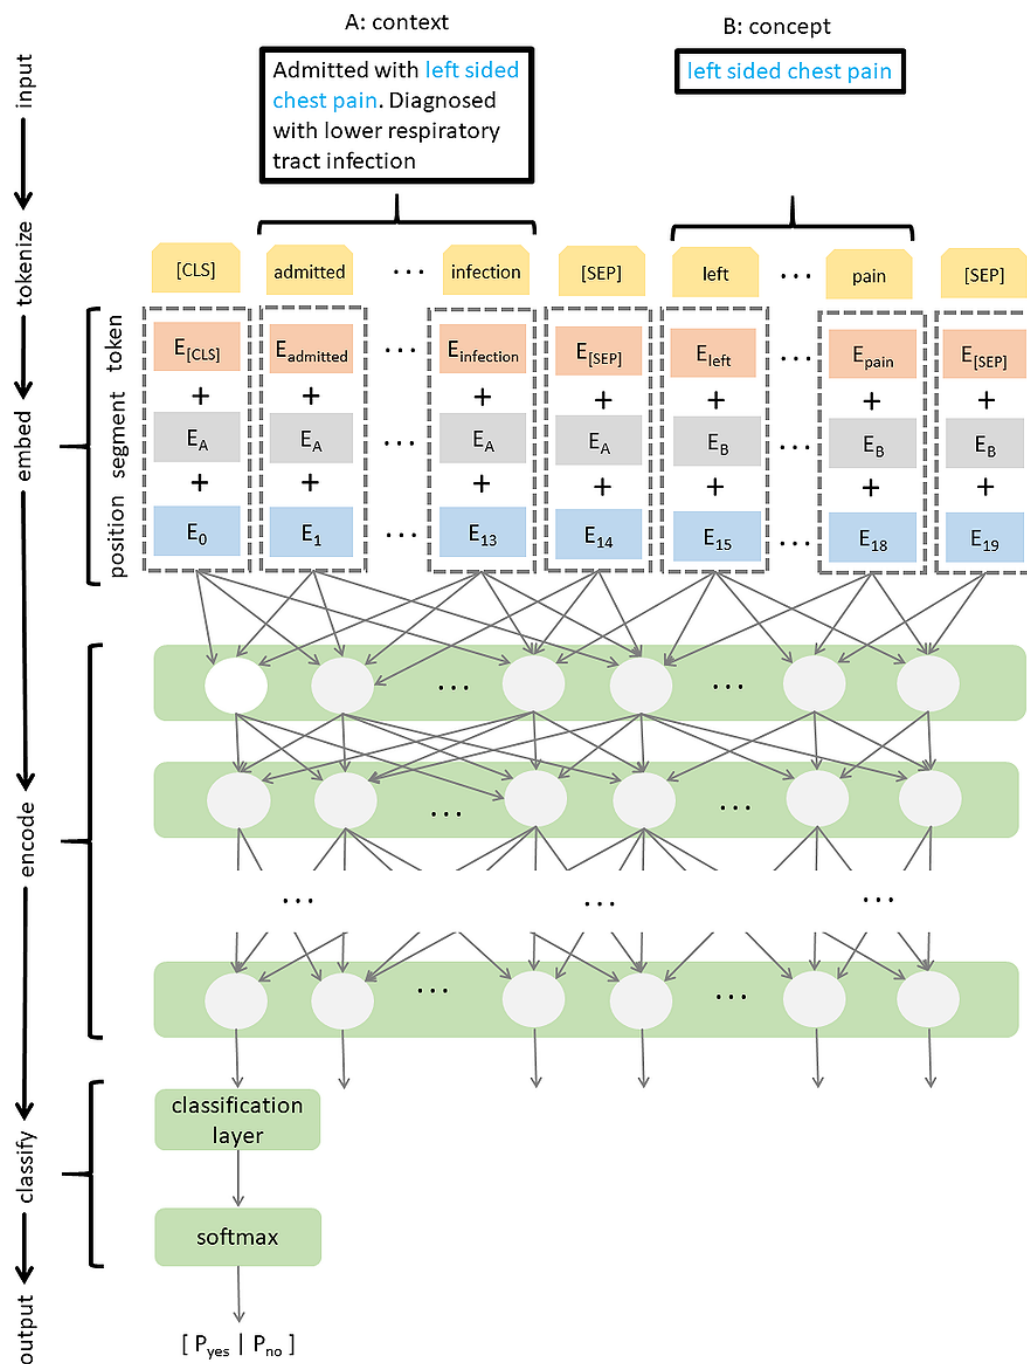 A: context
B: concept
Admitted with left sided
chest pain. Diagnosed
with lower respiratory
tract infection
left sided chest pain
input
tokenize
embed
encode
classify
output
[CLS] admitted ... infection [SEP] left ... pain [SEP]
token
E[CLS] Eadmitted ... Einfection E[SEP] Eleft ... Epain E[SEP]
+ + + + + + +
segment
EA EA ... EA EA EB ... EB EB
+ + + + + + +
position
E0 E1 ... E13 E14 E15 ... E18 E19
... ...
... ...
... ... ...
... ...
classification
layer
softmax
[ Pyes | Pno ]